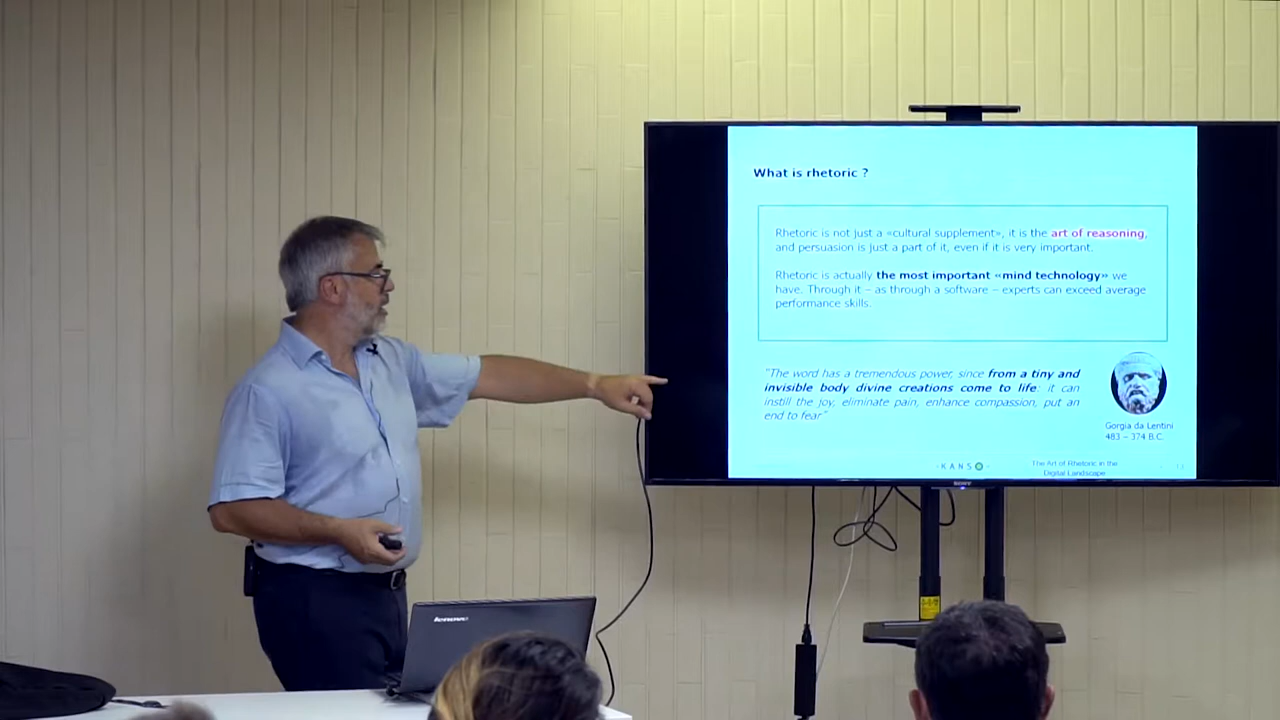 What is rhetoric ?
Rhetoric is not just a «cultural supplement», it is the art of reasoning,
and persuasion is just a part of it, even if it is very important.
Rhetoric is actually the most important «mind technology» we
have. Through it – as through a software – experts can exceed average
performance skills.
"The word has a tremendous power, since from a tiny and
invisible body divine creations come to life: it can
instill the joy, eliminate pain, enhance compassion, put an
end to fear"
Gorgia da Lentini
483 – 374 B.C.
KANSO
The Art of Rhetoric in the
Digital Landscape
13
SONY
lenovo